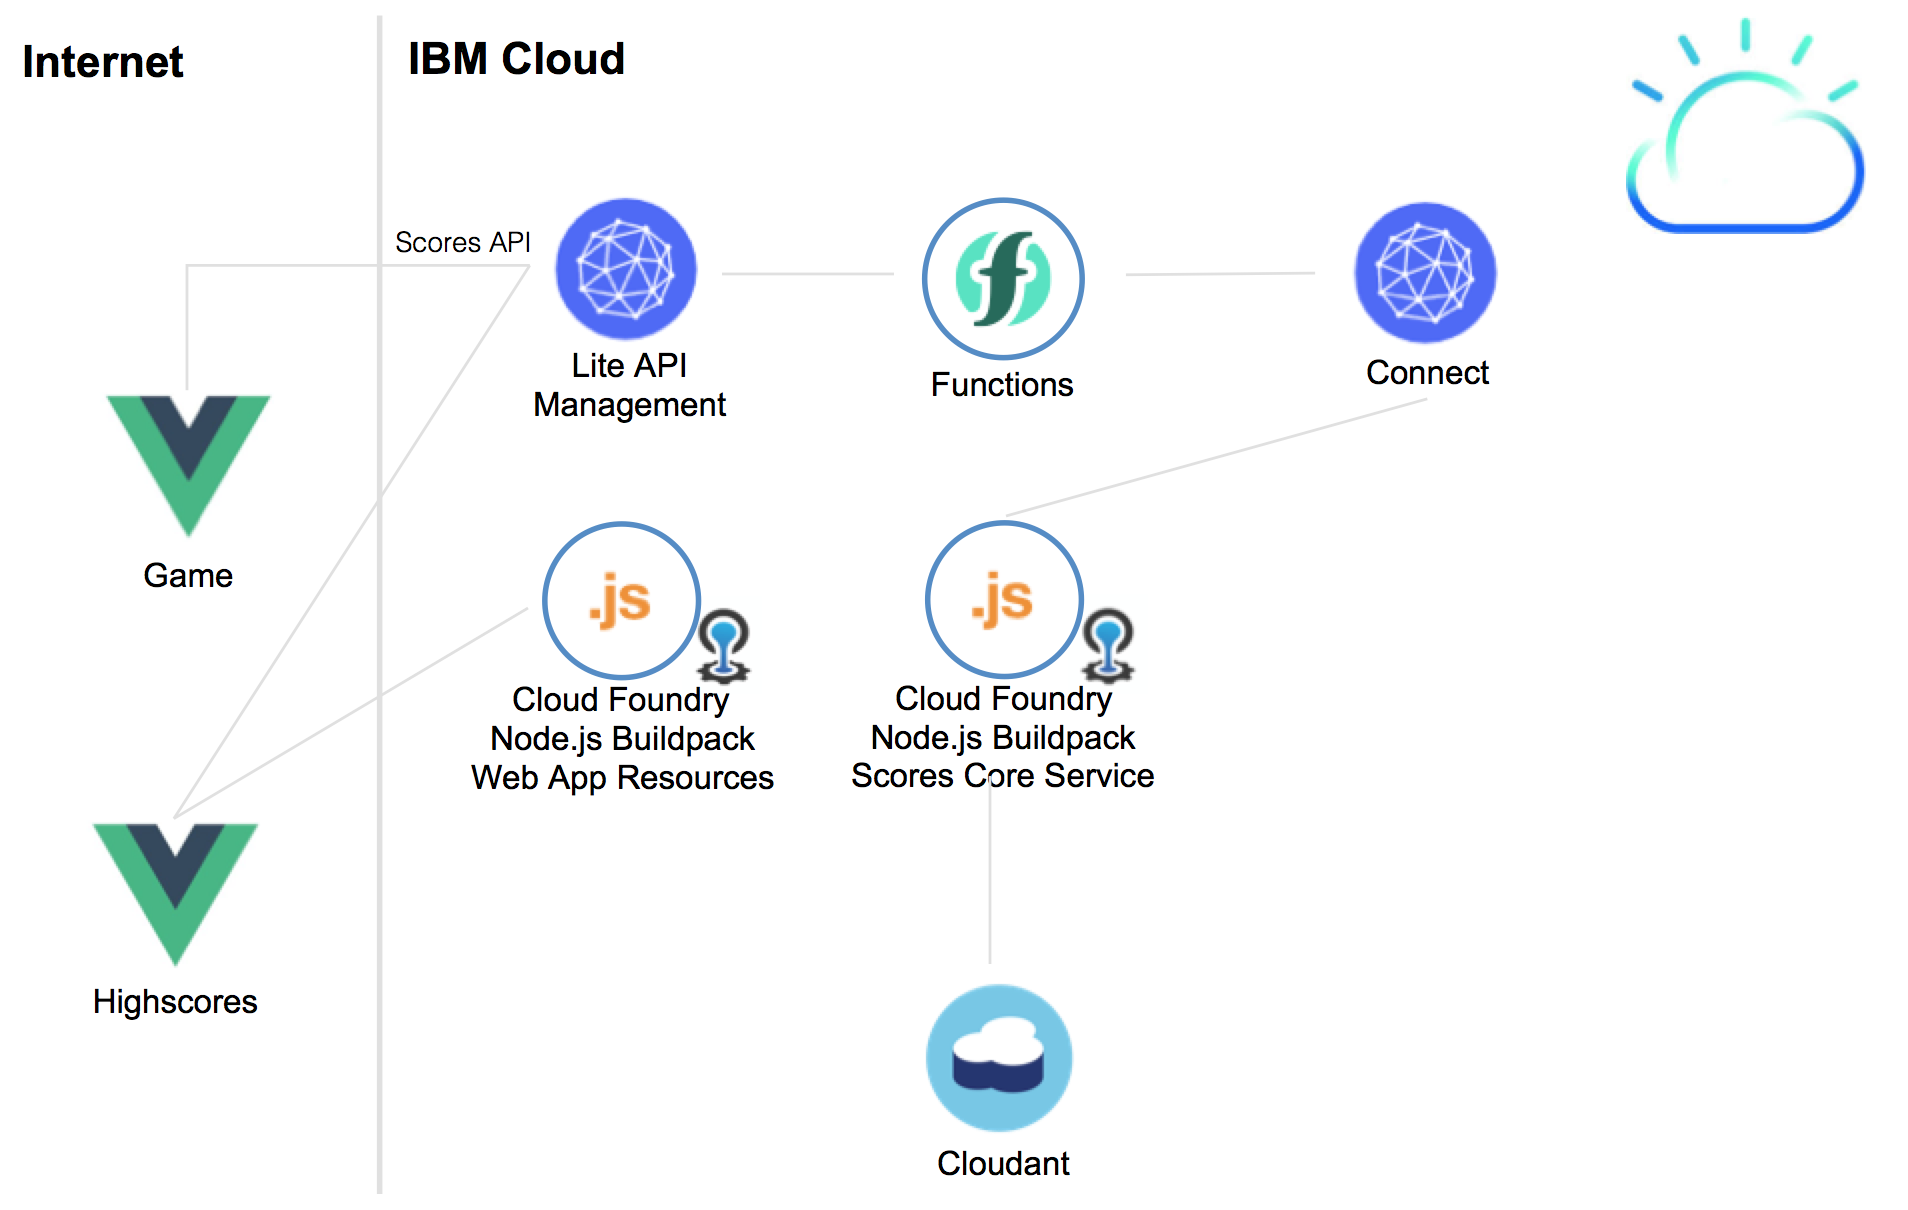 Internet
IBM Cloud
Scores API
Lite API
Management
Functions
Connect
Game
.js
Cloud Foundry
Node.js Buildpack
Web App Resources
.js
Cloud Foundry
Node.js Buildpack
Scores Core Service
Highscores
Cloudant